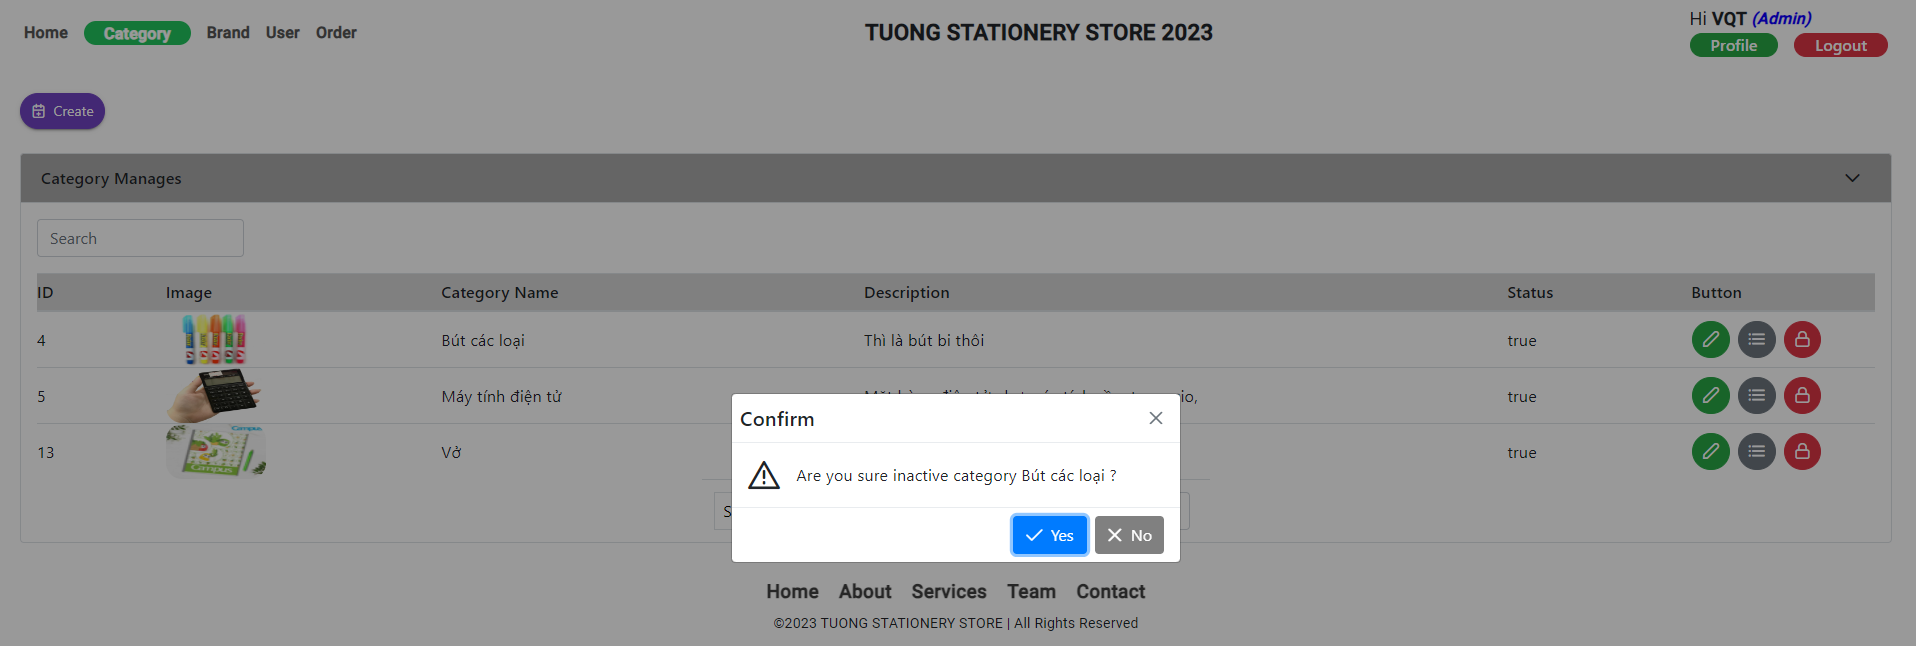 Home Category Brand User Order
TUONG STATIONERY STORE 2023
Hi VQT (Admin)
Profile Logout
Create
Category Manages
Search
ID Image Category Name Description Status Button
4 Bút các loại Thì là bút bi thôi true
5 Máy tính điện tử true
13 Campus Vở true
Confirm
Are you sure inactive category Bút các loại ?
Yes No
Home About Services Team Contact
©2023 TUONG STATIONERY STORE | All Rights Reserved